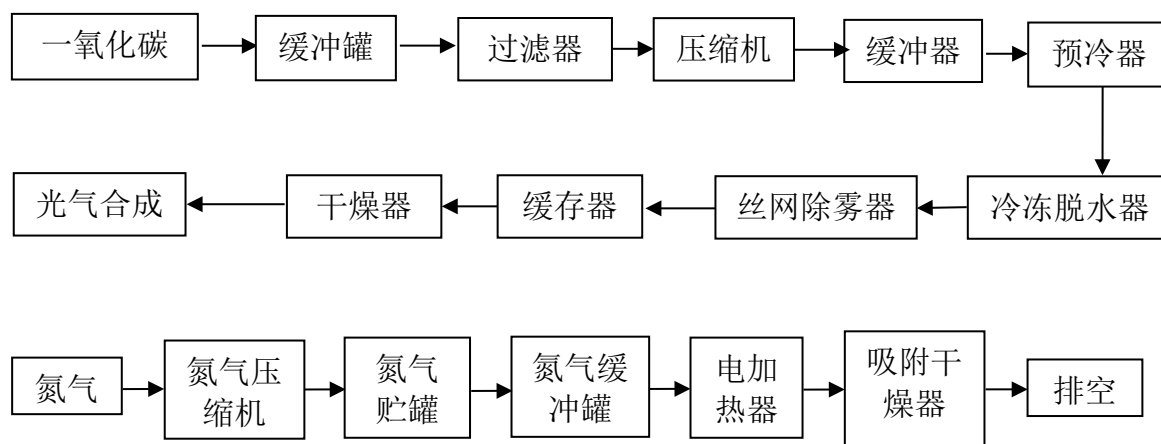 一氧化碳
缓冲罐
过滤器
压缩机
缓冲器
预冷器
光气合成
干燥器
缓存器
丝网除雾器
冷冻脱水器
氮气
氮气压
缩机
氮气
贮罐
氮气缓
冲罐
电加
热器
吸附干
燥器
排空